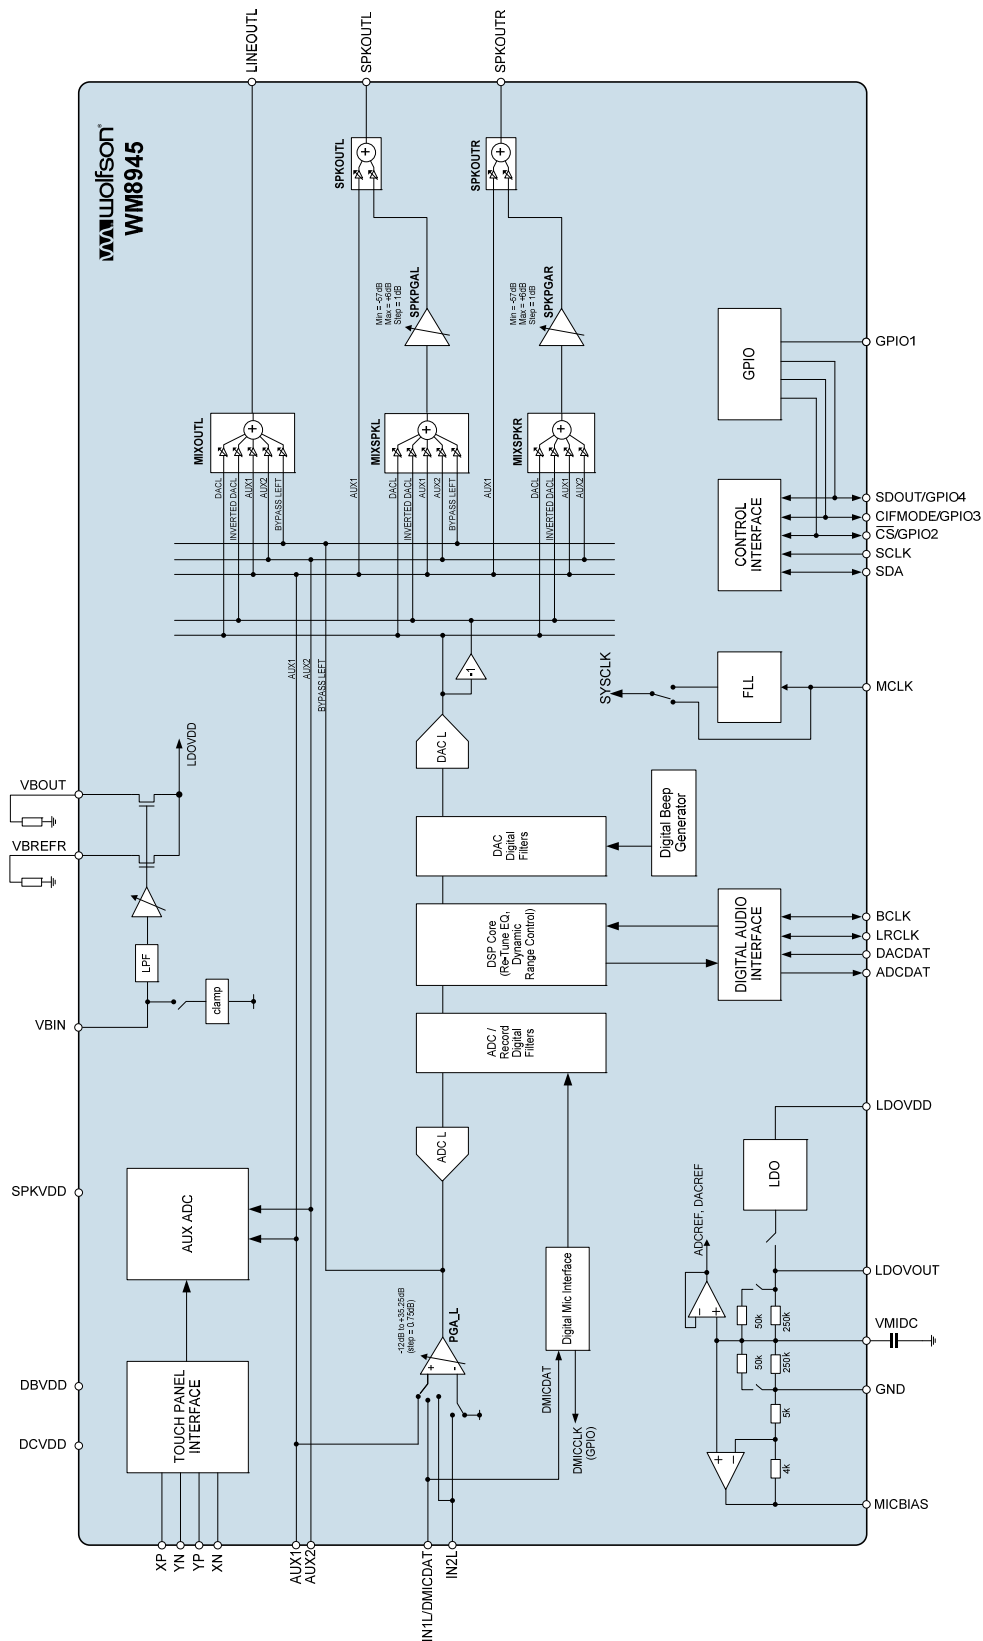 LINEOUTL
SPKOUTL
SPKOUTR
wolfson®
WM8945
SPKOUTL
SPKOUTR
Min = -57dB
Max = +6dB
Step = 1dB
SPKPGAL
Min = -57dB
Max = +6dB
Step = 1dB
SPKPGAR
GPIO
GPIO1
MIXOUTL
MIXSPKL
MIXSPKR
DACL
INVERTED DACL
AUX1
AUX2
BYPASS LEFT
AUX1
DACL
INVERTED DACL
AUX1
AUX2
BYPASS LEFT
AUX1
DACL
INVERTED DACL
AUX1
AUX2
CONTROL
INTERFACE
SDOUT/GPIO4
CIFMODE/GPIO3
CS/GPIO2
SCLK
SDA
AUX1
AUX2
BYPASS LEFT
-1
SYSCLK
FLL
MCLK
DAC L
LDOVDD
VBOUT
VBREFR
DAC
Digital
Filters
Digital Beep
Generator
LPF
DSP Core
(Re-Tune EQ,
Dynamic
Range Control)
DIGITAL AUDIO
INTERFACE
BCLK
LRCLK
DACDAT
ADCDAT
clamp
VBIN
ADC /
Record
Digital
Filters
ADC L
LDOVDD
LDO
SPKVDD
AUX ADC
ADCREF, DACREF
LDOVOUT
Digital Mic Interface
-12dB to +35.25dB
(step = 0.75dB)
PGA_L
+
-
+
-
50k
250k
VMIDC
50k
250k
GND
DBVDD
DCVDD
TOUCH PANEL
INTERFACE
DMICDAT
DMICCLK
(GPIO)
5k
+
-
4k
MICBIAS
XP
YN
YP
XN
AUX1
AUX2
IN1L/DMICDAT
IN2L